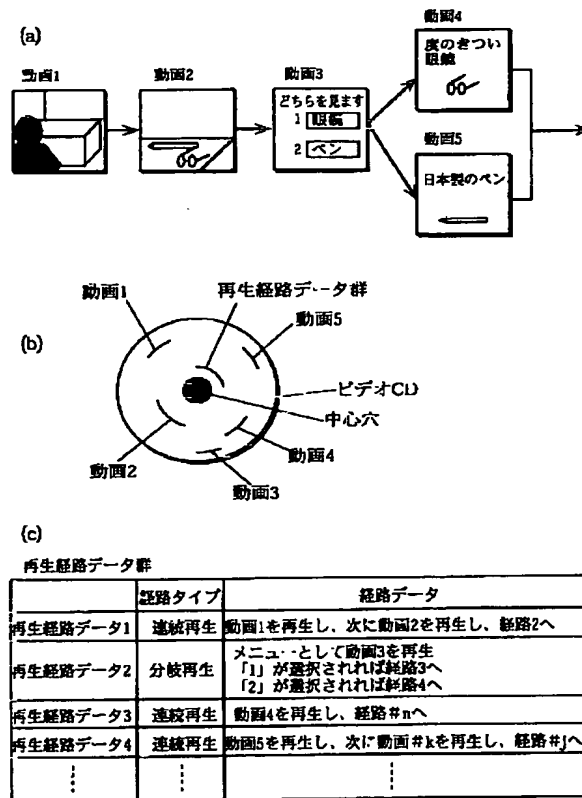 (a)
動画1
動画2
動画3
どちらを見ます
1 眼鏡
2 ペン
動画4
度のきつい
眼鏡
動画5
日本製のペン
(b)
動画1
再生経路データ群
動画5
ビデオCD
中心穴
動画4
動画3
動画2
(c)
再生経路データ群
経路タイプ 経路データ
再生経路データ1 連続再生 動画1を再生し、次に動画2を再生し、経路2へ
再生経路データ2 分岐再生 メニューとして動画3を再生
「1」が選択されれば経路3へ
「2」が選択されれば経路4へ
再生経路データ3 連続再生 動画4を再生し、経路#nへ
再生経路データ4 連続再生 動画5を再生し、次に動画#kを再生し、経路#jへ